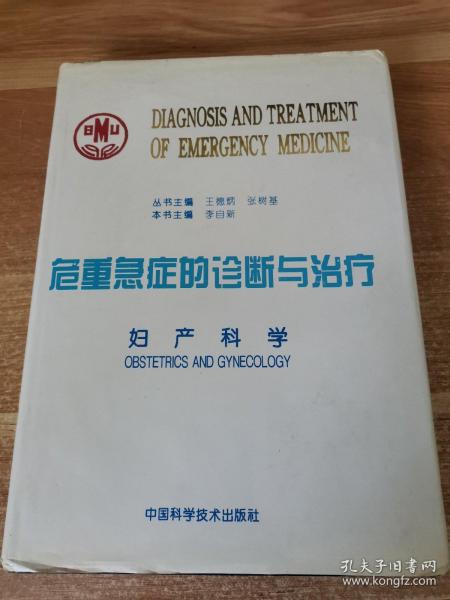 BMU
DIAGNOSIS AND TREATMENT
OF EMERGENCY MEDICINE
丛书主编 王德炳 张树基
本书主编 李自新
危重急症的诊断与治疗
妇产科学
OBSTETRICS AND GYNECOLOGY
中国科学技术出版社
孔夫子旧书网
www.kongfz.com